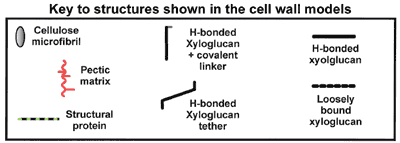 Key to structures shown in the cell wall models
Cellulose
microfibril
Pectic
matrix
Structural
protein
H-bonded
Xyloglucan
+ covalent
linker
H-bonded
Xyloglucan
tether
H-bonded
xyolglucan
Loosely
bound
xyloglucan